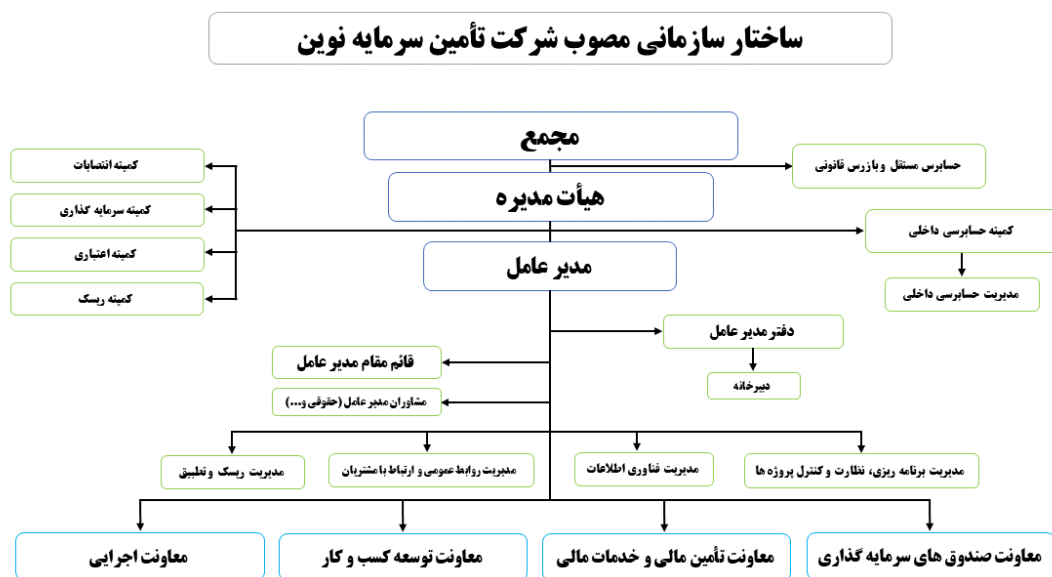 ساختار سازمانی مصوب شرکت تأمین سرمایه نوین
مجمع
حسابرس مستقل و بازرس قانونی
کمیته انتصابات
هیأت مدیره
کمیته سرمایه گذاری
کمیته حسابرسی داخلی
کمیته اعتباری
مدیر عامل
مدیریت حسابرسی داخلی
کمیته ریسک
دفتر مدیر عامل
قائم مقام مدیر عامل
دبیرخانه
مشاوران مدیر عامل (حقوقی و...)
مدیریت برنامه ریزی، نظارت و کنترل پروژه ها
مدیریت فناوری اطلاعات
مدیریت روابط عمومی و ارتباط با مشتریان
مدیریت ریسک و تطبیق
معاونت صندوق های سرمایه گذاری
معاونت تأمین مالی و خدمات مالی
معاونت توسعه کسب و کار
معاونت اجرایی